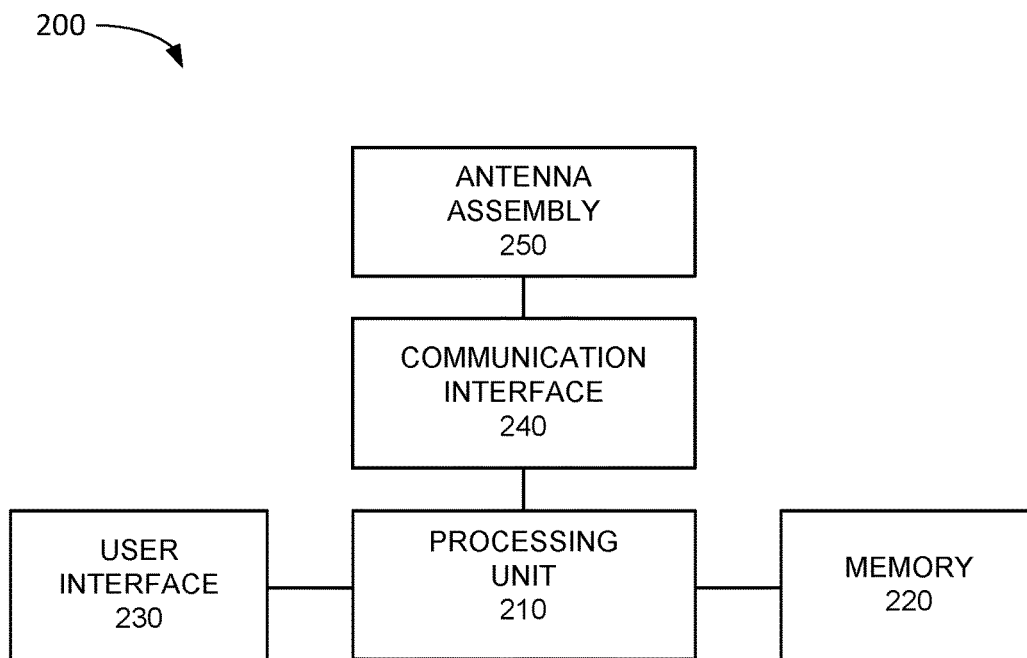 200
ANTENNA
ASSEMBLY
250
COMMUNICATION
INTERFACE
240
USER
INTERFACE
230
PROCESSING
UNIT
210
MEMORY
220